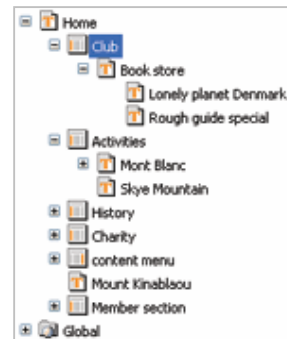 Home
Club
Book store
Lonely planet Denmark
Rough guide special
Activities
Mont Blanc
Skye Mountain
History
Charity
content menu
Mount Kinablaou
Member section
Global